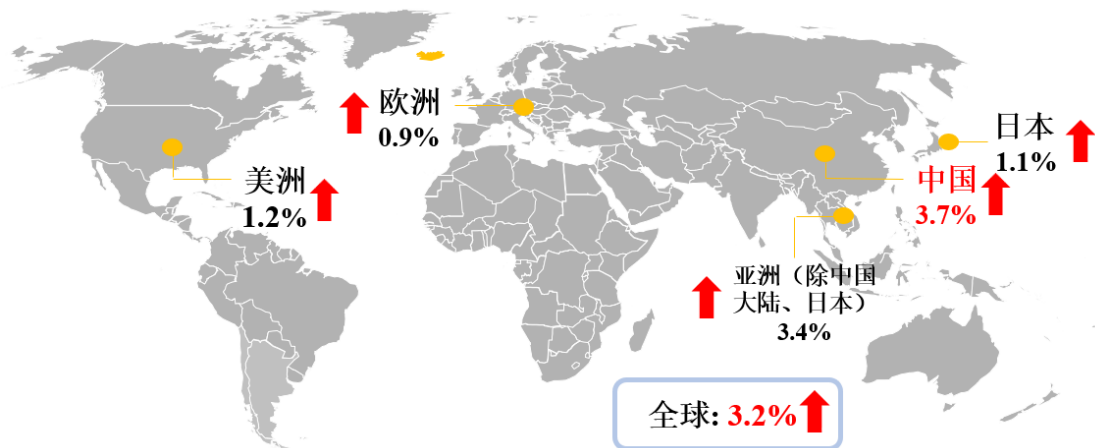 欧洲
0.9%
日本
1.1%
美洲
1.2%
中国
3.7%
亚洲（除中国
大陆、日本）
3.4%
全球: 3.2%